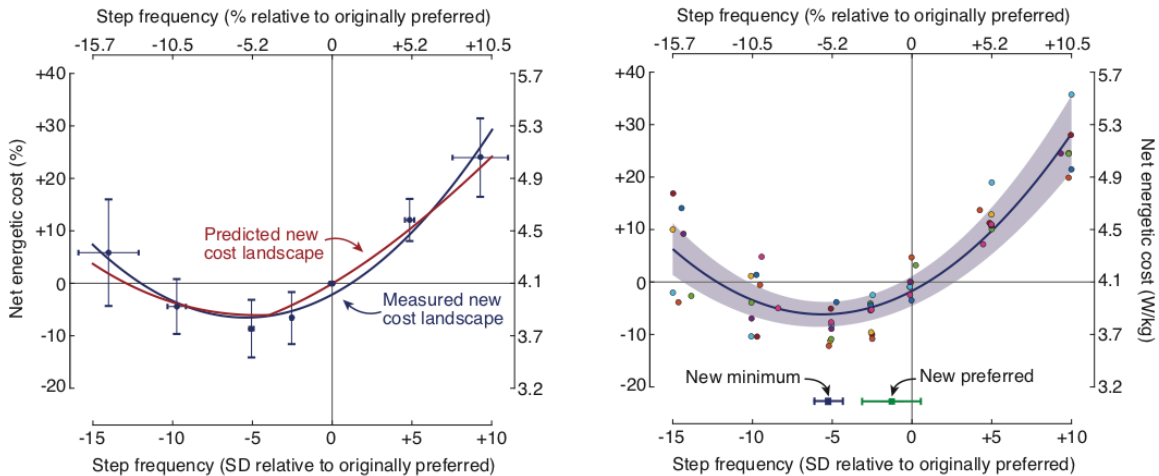 Step frequency (% relative to originally preferred)
-15.7 -10.5 -5.2 0 +5.2 +10.5
+40
+30
+20
+10
0
-10
-20
Net energetic cost (%)
5.7
5.3
4.9
4.5
4.1
3.7
3.2
Predicted new
cost landscape
Measured new
cost landscape
-15 -10 -5 0 +5 +10
Step frequency (SD relative to originally preferred)
Step frequency (% relative to originally preferred)
-15.7 -10.5 -5.2 0 +5.2 +10.5
+40
+30
+20
+10
0
-10
-20
5.7
5.3
4.9
4.5
4.1
3.7
3.2
Net energetic cost (W/kg)
New minimum
New preferred
-15 -10 -5 0 +5 +10
Step frequency (SD relative to originally preferred)